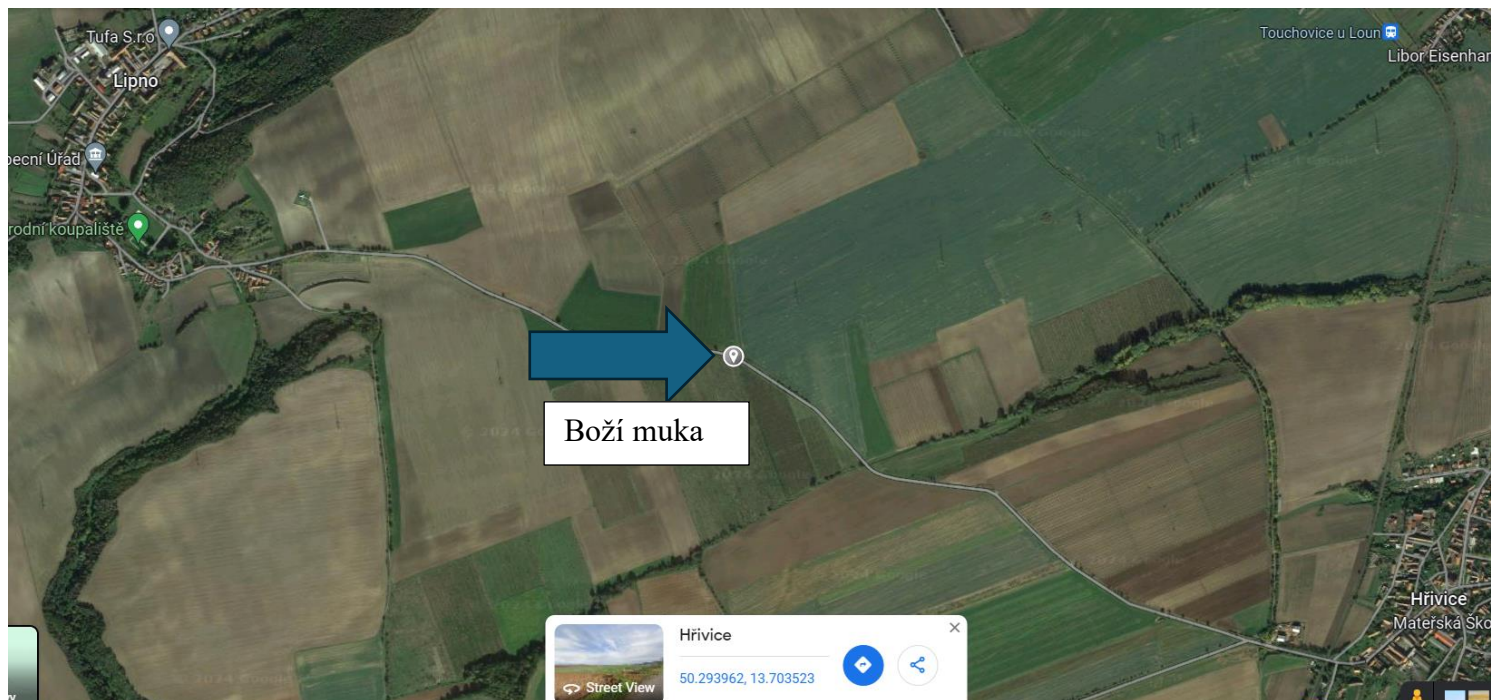 Tufa S.r.o
Lipno
Touchovice u Loun
Libor Eisenhar
becní Úřad
rodní koupaliště
Boží muka
Hřivice
Mateřská Ško
Hřivice
50.293962, 13.703523
Street View